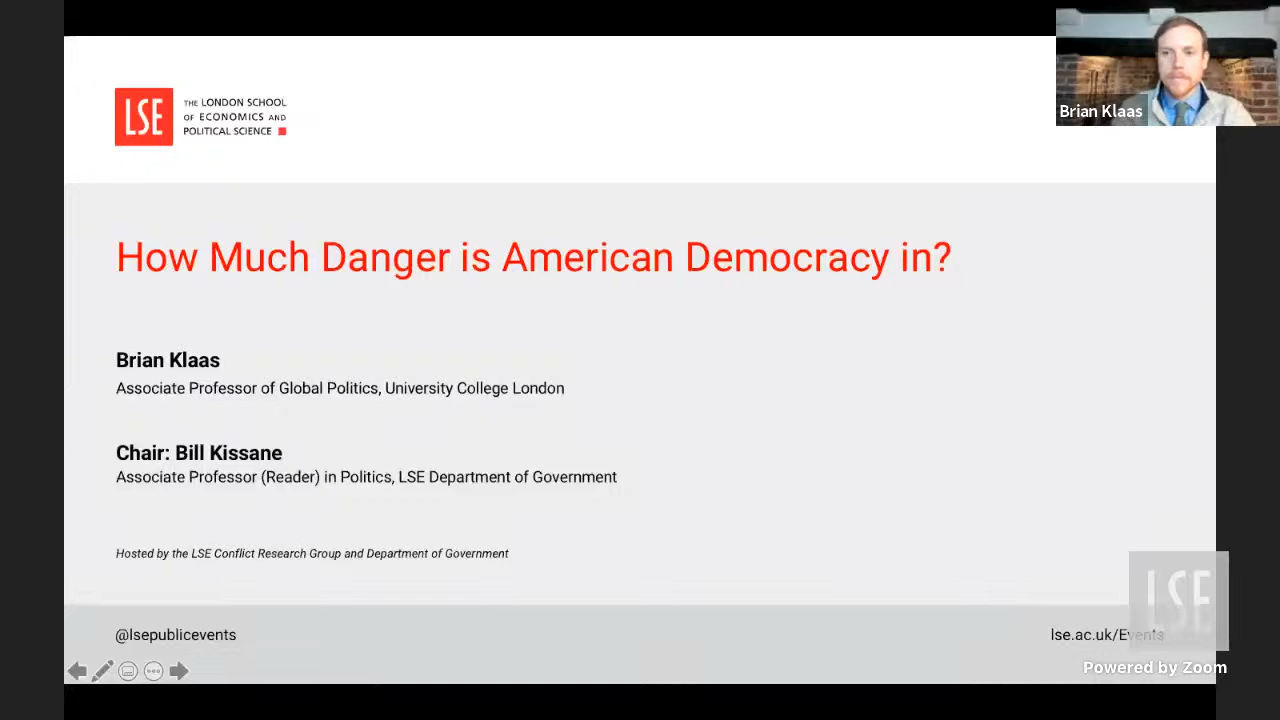 LSE
THE LONDON SCHOOL
OF ECONOMICS AND
POLITICAL SCIENCE
Brian Klaas
How Much Danger is American Democracy in?
Brian Klaas
Associate Professor of Global Politics, University College London
Chair: Bill Kissane
Associate Professor (Reader) in Politics, LSE Department of Government
Hosted by the LSE Conflict Research Group and Department of Government
LSE
@lsepublicevents
lse.ac.uk/Events
Powered by Zoom